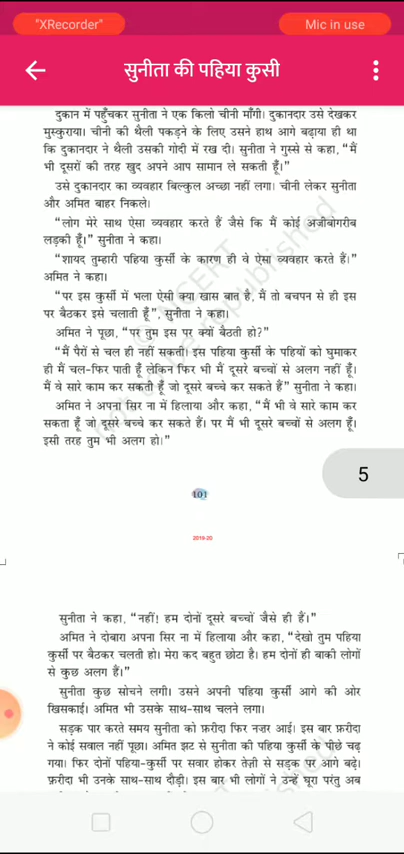 "XRecorder"
Mic in use
सुनीता की पहिया कुसी
दुकान में पहुँचकर सुनीता ने एक किलो चीनी माँगी। दुकानदार उसे देखकर
मुस्कुराया। चीनी की थैली पकड़ने के लिए उसने हाथ आगे बढ़ाया ही था
कि दुकानदार ने थैली उसकी गोदी में रख दी। सुनीता ने गुस्से से कहा, “मैं
भी दूसरों की तरह खुद अपने आप सामान ले सकती हूँ।”
उसे दुकानदार का व्यवहार बिल्कुल अच्छा नहीं लगा। चीनी लेकर सुनीता
और अमित बाहर निकले।
“लोग मेरे साथ ऐसा व्यवहार करते हैं जैसे कि मैं कोई अजीबोगरीब
लड़की हूँ।” सुनीता ने कहा।
“शायद तुम्हारी पहिया कुर्सी के कारण ही वे ऐसा व्यवहार करते हैं।”
अमित ने कहा।
“पर इस कुर्सी में भला ऐसी क्या खास बात है, मैं तो बचपन से ही इस
पर बैठकर इसे चलाती हूँ”, सुनीता ने कहा।
अमित ने पूछा, “पर तुम इस पर क्यों बैठती हो?”
“मैं पैरों से चल ही नहीं सकती। इस पहिया कुर्सी के पहियों को घुमाकर
ही मैं चल-फिर पाती हूँ लेकिन फिर भी मैं दूसरे बच्चों से अलग नहीं हूँ।
मैं वे सारे काम कर सकती हूँ जो दूसरे बच्चे कर सकते हैं” सुनीता ने कहा।
अमित ने अपना सिर ना में हिलाया और कहा, “मैं भी वे सारे काम कर
सकता हूँ जो दूसरे बच्चे कर सकते हैं। पर मैं भी दूसरे बच्चों से अलग हूँ।
इसी तरह तुम भी अलग हो।”
5
101
2019-20
सुनीता ने कहा, “नहीं! हम दोनों दूसरे बच्चों जैसे ही हैं।”
अमित ने दोबारा अपना सिर ना में हिलाया और कहा, “देखो तुम पहिया
कुर्सी पर बैठकर चलती हो। मेरा कद बहुत छोटा है। हम दोनों ही बाकी लोगों
से कुछ अलग हैं।”
सुनीता कुछ सोचने लगी। उसने अपनी पहिया कुर्सी आगे की ओर
खिसकाई। अमित भी उसके साथ-साथ चलने लगा।
सड़क पार करते समय सुनीता को फ़रीदा फिर नज़र आई। इस बार फ़रीदा
ने कोई सवाल नहीं पूछा। अमित झट से सुनीता की पहिया कुर्सी के पीछे चढ़
गया। फिर दोनों पहिया-कुर्सी पर सवार होकर तेज़ी से सड़क पर आगे बढ़े।
फ़रीदा भी उनके साथ-साथ दौड़ी। इस बार भी लोगों ने उन्हें घूरा परंतु अब